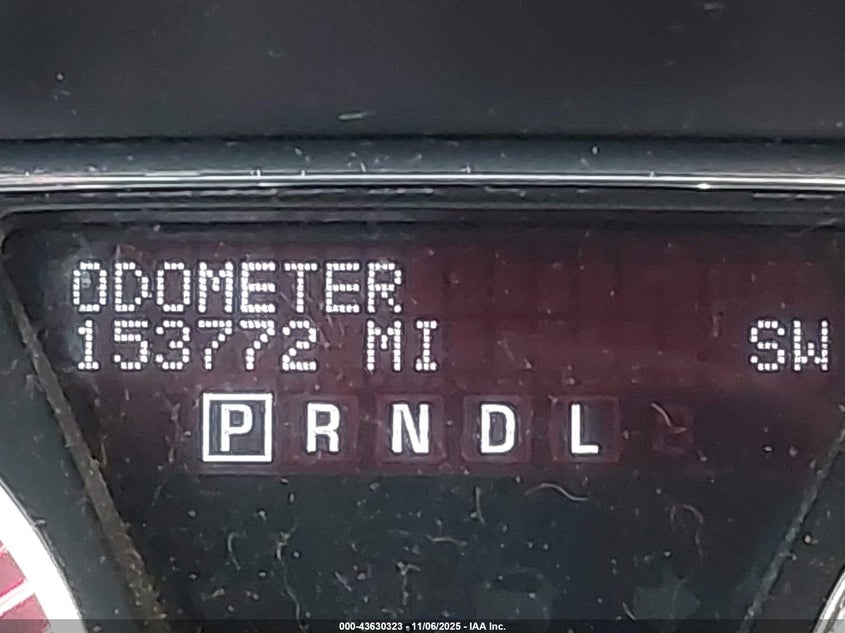 ODOMETER
153772 MI SW
P R N D L
000-43630323 - 11/06/2025 - IAA Inc.